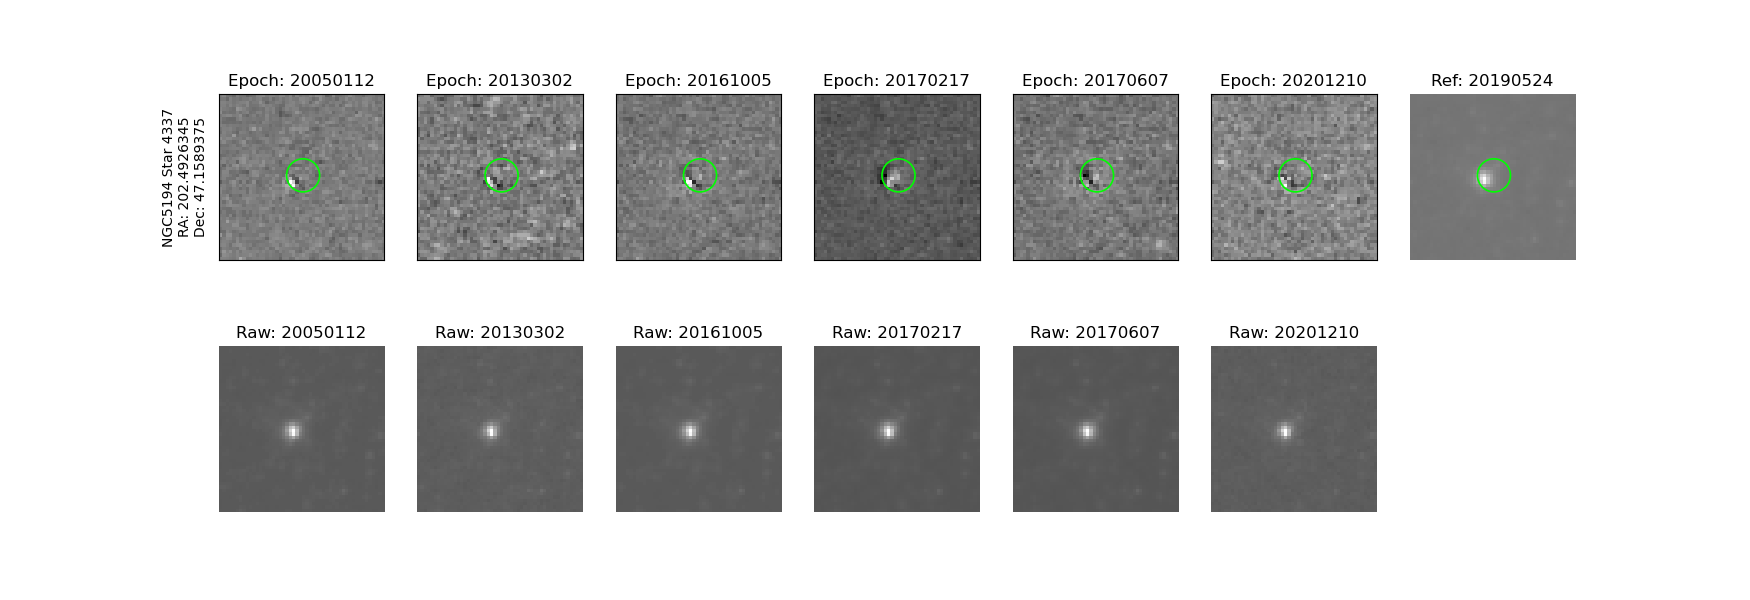 Epoch: 20050112
Epoch: 20130302
Epoch: 20161005
Epoch: 20170217
Epoch: 20170607
Epoch: 20201210
Ref: 20190524
NGC5194 Star 4337
RA: 202.4926345
Dec: 47.1589375
Raw: 20050112
Raw: 20130302
Raw: 20161005
Raw: 20170217
Raw: 20170607
Raw: 20201210